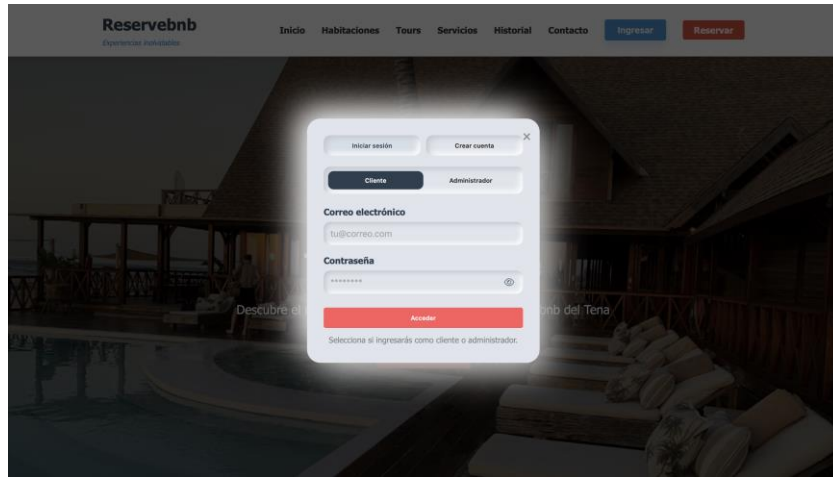 Reservebnb
Experiencias inolvidables
Inicio Habitaciones Tours Servicios Historial Contacto Ingresar Reservar
×
Iniciar sesión Crear cuenta
Cliente Administrador
Correo electrónico
tu@correo.com
Contraseña
********
Acceder
Descubre el bnb del Tena
Selecciona si ingresarás como cliente o administrador.